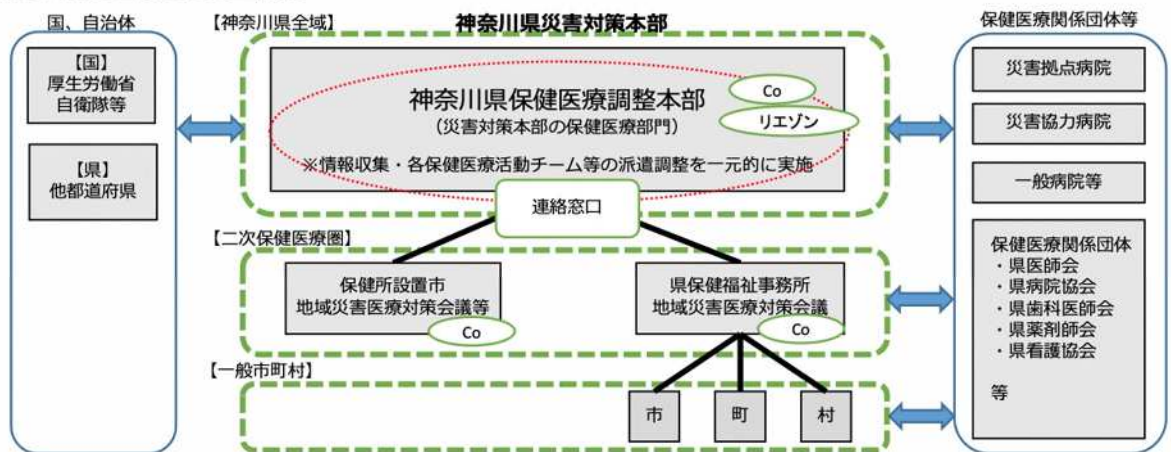 国、自治体
【国】
厚生労働省
自衛隊等
【県】
他都道府県
【神奈川県全域】
神奈川県災害対策本部
神奈川県保健医療調整本部
(災害対策本部の保健医療部門)
Co
リエゾン
※情報収集・各保健医療活動チーム等の派遣調整を一元的に実施
連絡窓口
【二次保健医療圏】
保健所設置市
地域災害医療対策会議等
Co
県保健福祉事務所
地域災害医療対策会議
Co
【一般市町村】
市
町
村
保健医療関係団体等
災害拠点病院
災害協力病院
一般病院等
保健医療関係団体
・県医師会
・県病院協会
・県歯科医師会
・県薬剤師会
・県看護協会
等